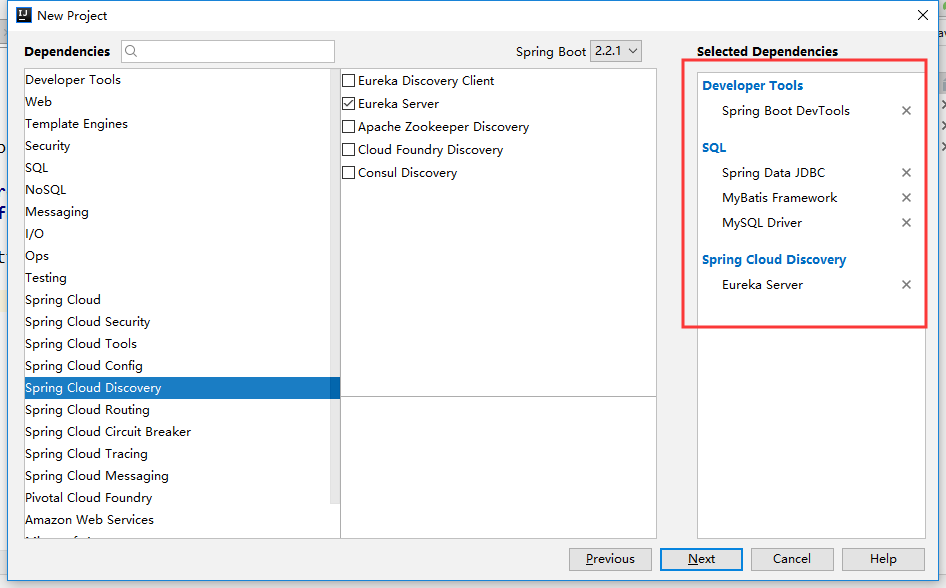 New Project
Dependencies
Spring Boot 2.2.1
Selected Dependencies
Developer Tools
Web
Template Engines
Security
SQL
NoSQL
Messaging
I/O
Ops
Testing
Spring Cloud
Spring Cloud Security
Spring Cloud Tools
Spring Cloud Config
Spring Cloud Discovery
Spring Cloud Routing
Spring Cloud Circuit Breaker
Spring Cloud Tracing
Spring Cloud Messaging
Pivotal Cloud Foundry
Amazon Web Services
Eureka Discovery Client
Eureka Server
Apache Zookeeper Discovery
Cloud Foundry Discovery
Consul Discovery
Developer Tools
Spring Boot DevTools
SQL
Spring Data JDBC
MyBatis Framework
MySQL Driver
Spring Cloud Discovery
Eureka Server
Previous
Next
Cancel
Help